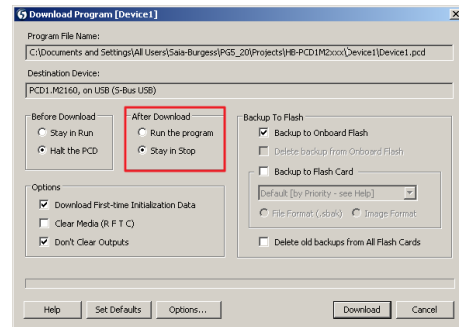 Download Program [Device1]
Program File Name:
C:\Documents and Settings\All Users\Saia-Burgess\PG5_20\Projects\HB-PCD1M2xxx\Device1\Device1.pcd
Destination Device:
PCD1.M2160, on USB (S-Bus USB)
Before Download
Stay in Run
Halt the PCD
After Download
Run the program
Stay in Stop
Options
Download First-time Initialization Data
Clear Media (R F T C)
Don't Clear Outputs
Backup To Flash
Backup to Onboard Flash
Delete backup from Onboard Flash
Backup to Flash Card
Default [by Priority - see Help]
File Format (.sbak)
Image Format
Delete old backups from All Flash Cards
Help
Set Defaults
Options...
Download
Cancel